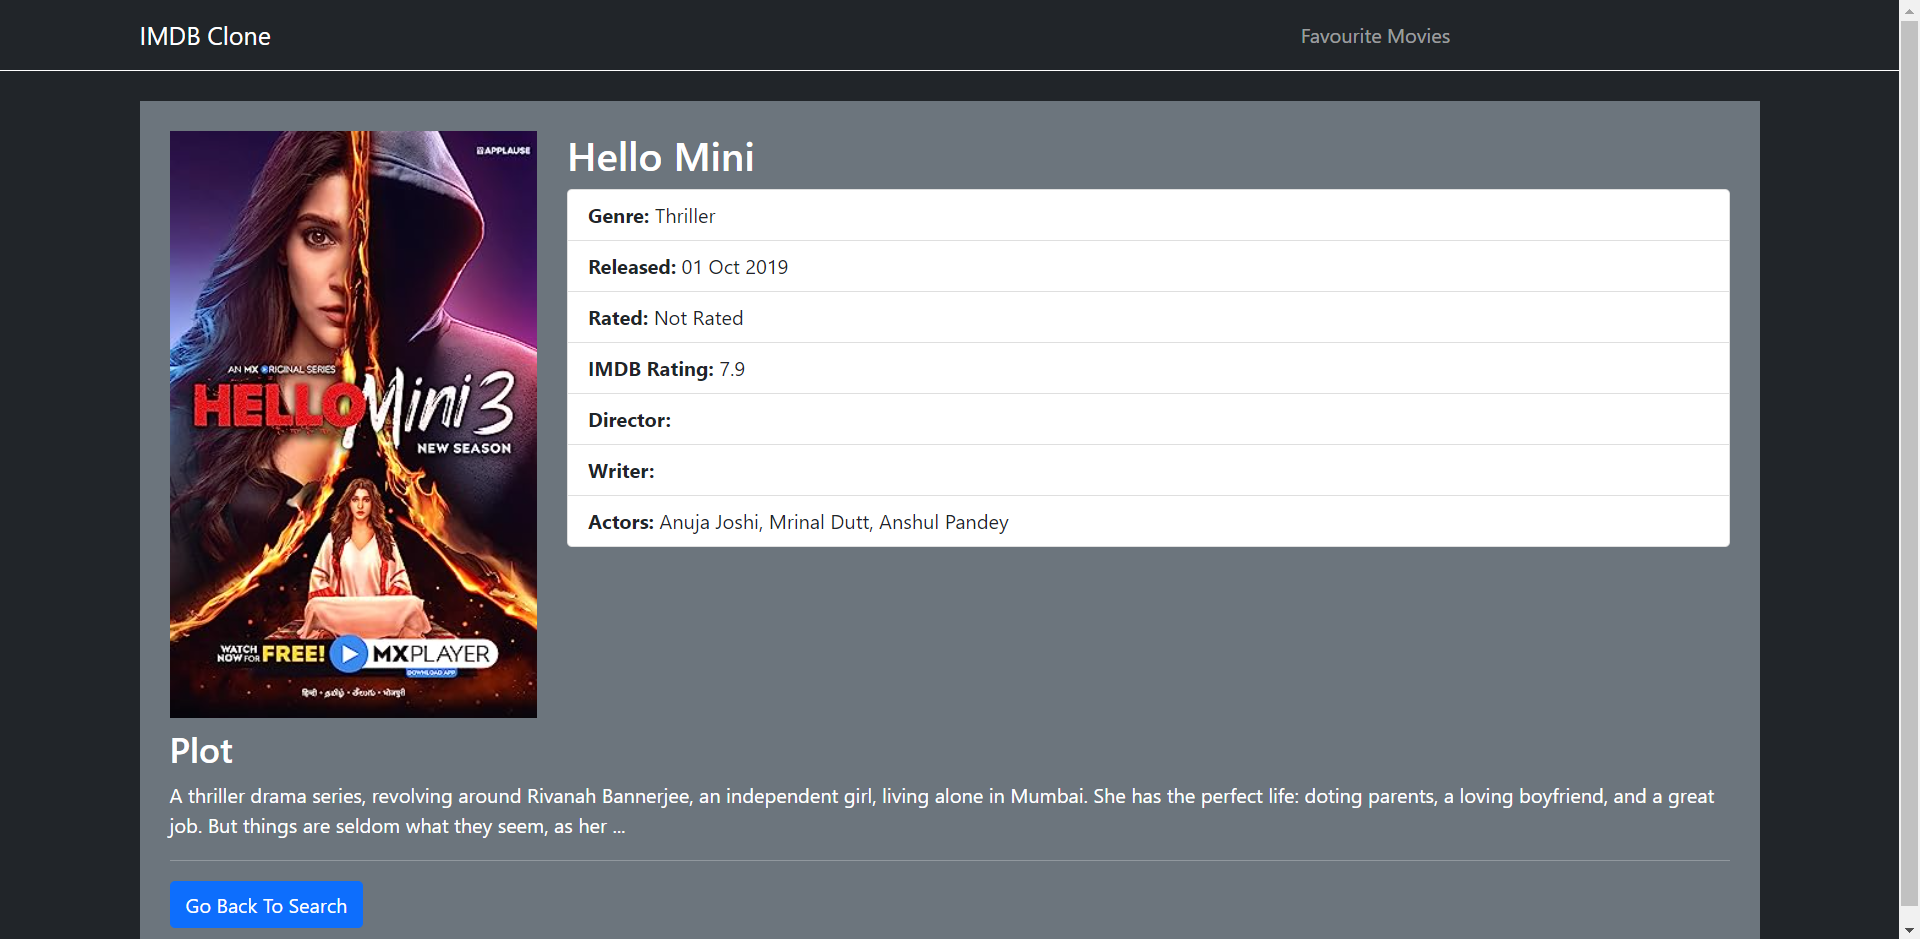 IMDB Clone
Favourite Movies
APPLAUSE
AN MX ORIGINAL SERIES
HELLO Mini 3
NEW SEASON
WATCH NOW FOR FREE! MXPLAYER
DOWNLOAD APP
हिन्दी • தமிழ் • తెలుగు • भोजपुरी
Hello Mini
Genre: Thriller
Released: 01 Oct 2019
Rated: Not Rated
IMDB Rating: 7.9
Director:
Writer:
Actors: Anuja Joshi, Mrinal Dutt, Anshul Pandey
Plot
A thriller drama series, revolving around Rivanah Bannerjee, an independent girl, living alone in Mumbai. She has the perfect life: doting parents, a loving boyfriend, and a great
job. But things are seldom what they seem, as her ...
Go Back To Search